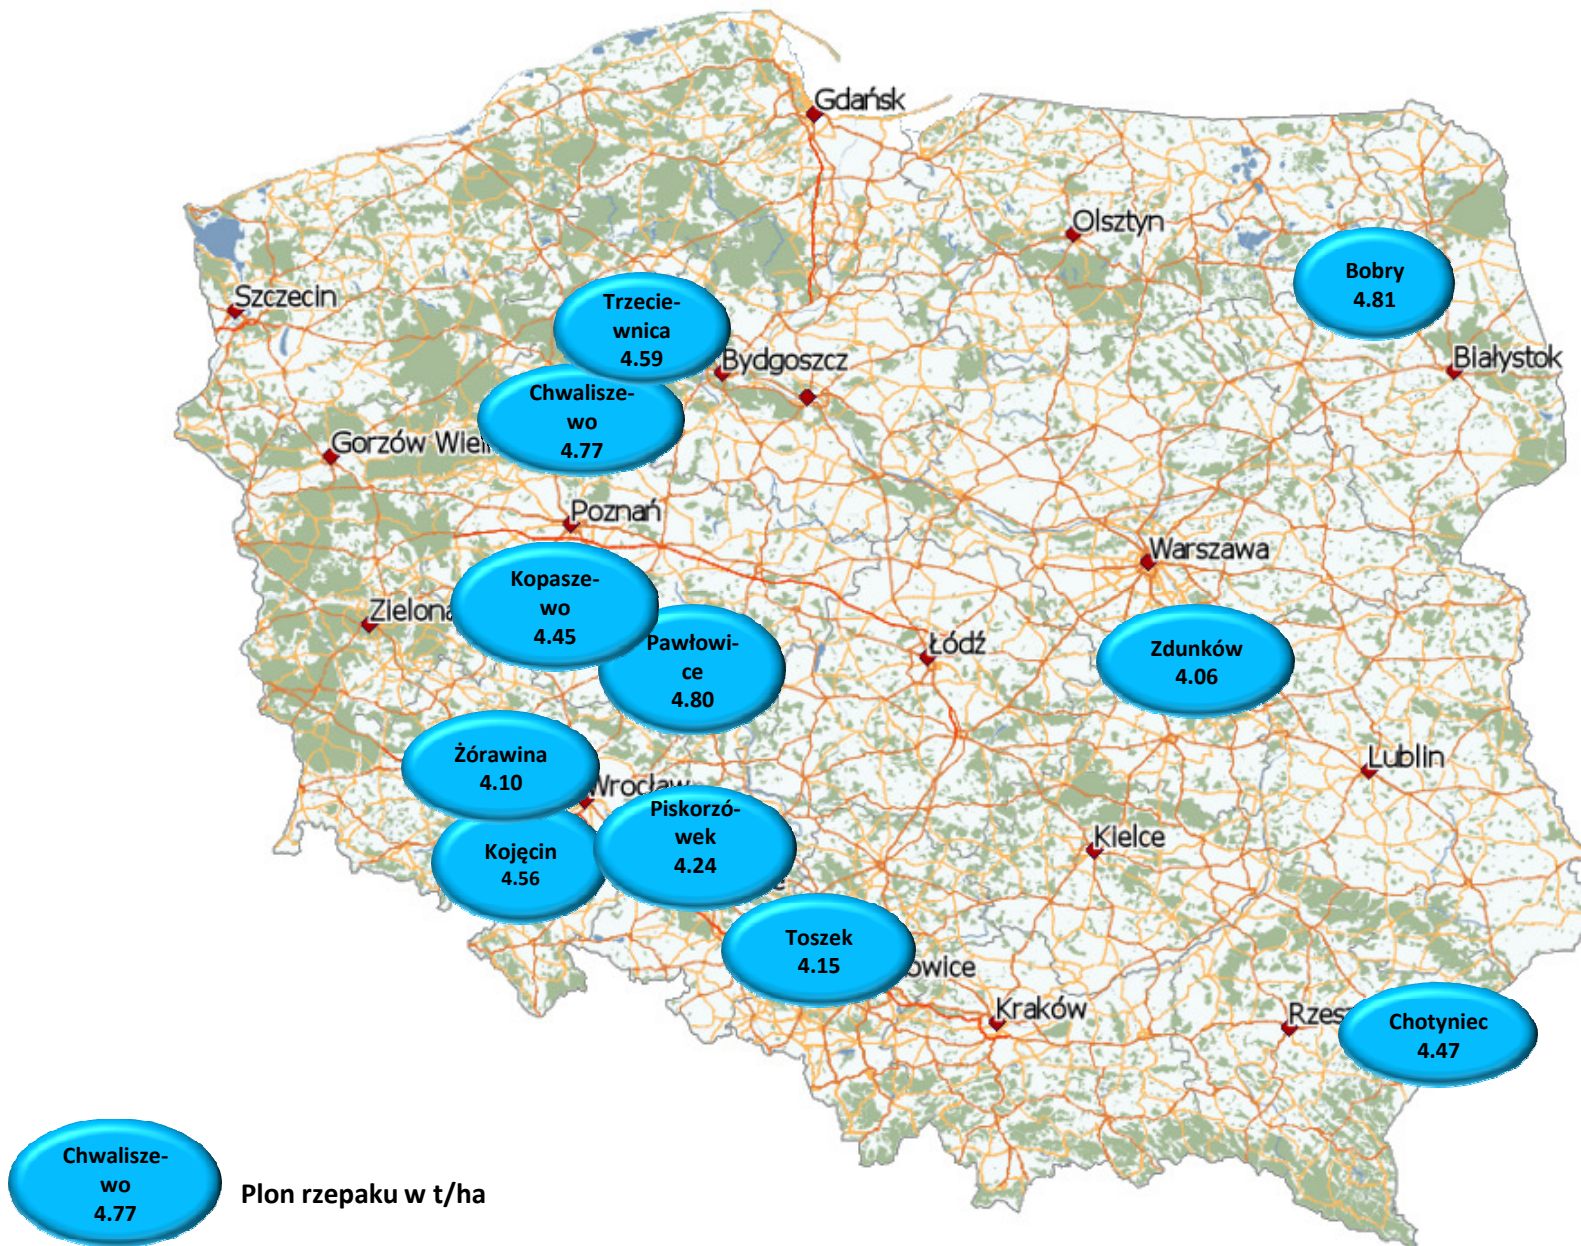 Gdańsk
Olsztyn
Bobry
4.81
Szczecin
Trzecie-
wnica
4.59
Bydgoszcz
Białystok
Chwalisze-
wo
4.77
Gorzów Wiel
Poznań
Warszawa
Kopasze-
wo
4.45
Zielona
Pawłowi-
ce
4.80
Łódź
Zdunków
4.06
Żórawina
4.10
Wrocław
Lublin
Piskorzó-
wek
4.24
Kielce
Kojęcin
4.56
Toszek
4.15
owice
Kraków
Rzesz
Chotyniec
4.47
Chwalisze-
wo
4.77
Plon rzepaku w t/ha